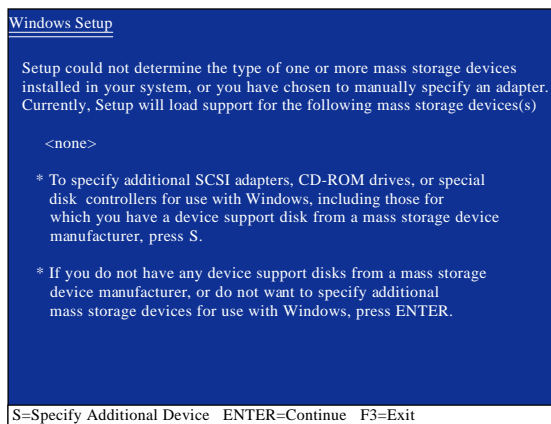 Windows Setup
Setup could not determine the type of one or more mass storage devices
installed in your system, or you have chosen to manually specify an adapter.
Currently, Setup will load support for the following mass storage devices(s)
<none>
* To specify additional SCSI adapters, CD-ROM drives, or special
disk controllers for use with Windows, including those for
which you have a device support disk from a mass storage device
manufacturer, press S.
* If you do not have any device support disks from a mass storage
device manufacturer, or do not want to specify additional
mass storage devices for use with Windows, press ENTER.
S=Specify Additional Device ENTER=Continue F3=Exit